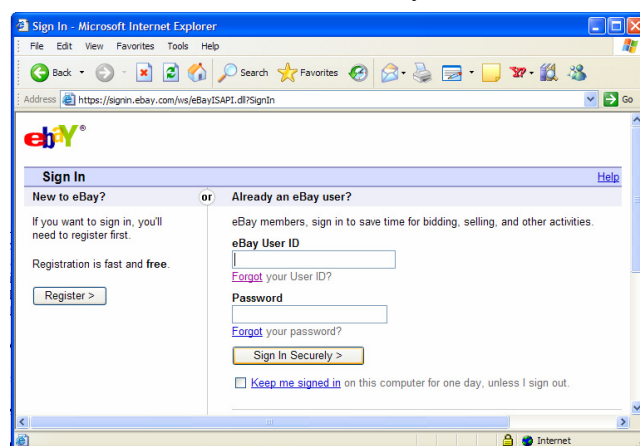 Sign In - Microsoft Internet Explorer
File Edit View Favorites Tools Help
Back Search Favorites
Address https://signin.ebay.com/ws/eBayISAPI.dll?SignIn Go
ebY®
Sign In Help
New to eBay? or Already an eBay user?
If you want to sign in, you'll
need to register first.
Registration is fast and free.
Register >
eBay members, sign in to save time for bidding, selling, and other activities.
eBay User ID
Forgot your User ID?
Password
Forgot your password?
Sign In Securely >
Keep me signed in on this computer for one day, unless I sign out.
Internet